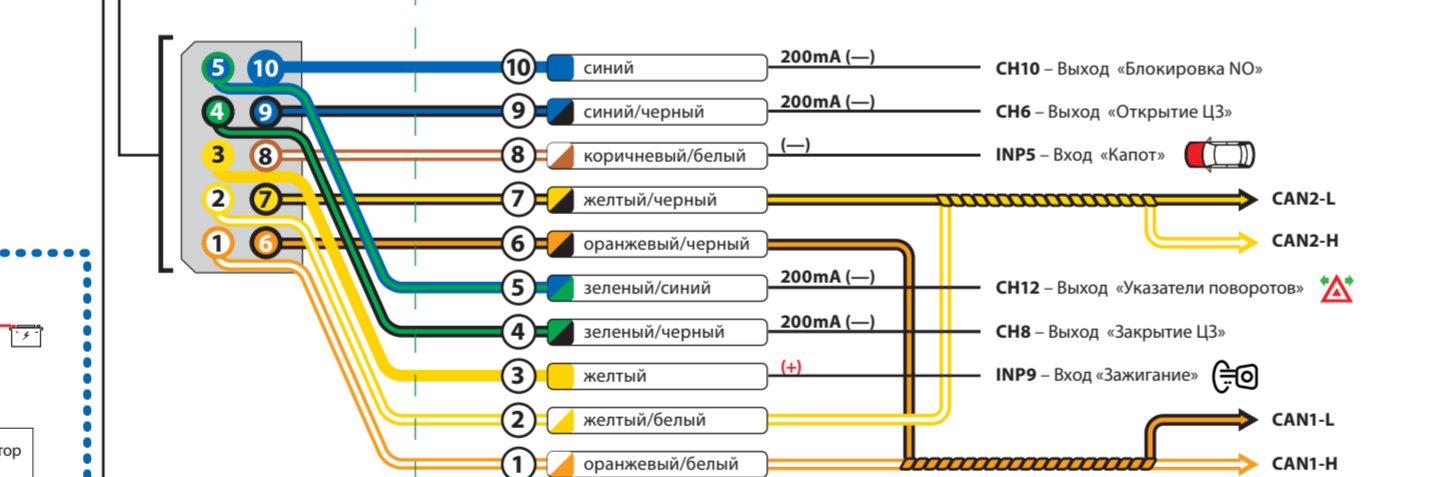 5 10 10 синий 200mA (—) CH10 – Выход «Блокировка NO»
4 9 9 синий/черный 200mA (—) CH6 – Выход «Открытие ЦЗ»
3 8 8 коричневый/белый (—) INP5 – Вход «Капот»
2 7 7 желтый/черный CAN2-L
1 6 6 оранжевый/черный CAN2-H
5 зеленый/синий 200mA (—) CH12 – Выход «Указатели поворотов»
4 зеленый/черный 200mA (—) CH8 – Выход «Закрытие ЦЗ»
3 желтый (+) INP9 – Вход «Зажигание»
2 желтый/белый CAN1-L
тор
1 оранжевый/белый CAN1-H